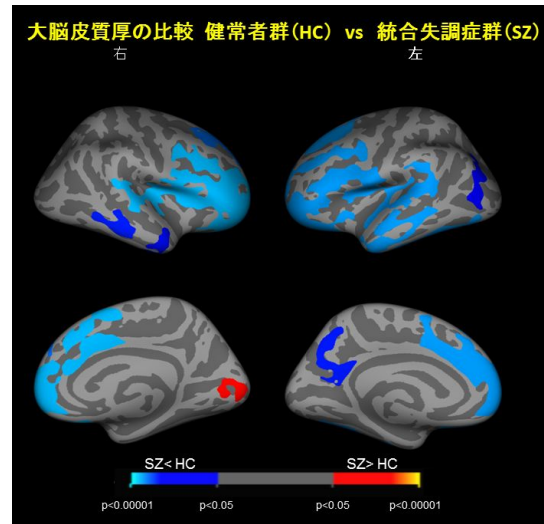 大脳皮質厚の比較 健常者群(HC) vs 統合失調症群(SZ)
右 左
SZ< HC SZ> HC
p<0.00001 p<0.05 p<0.05 p<0.00001